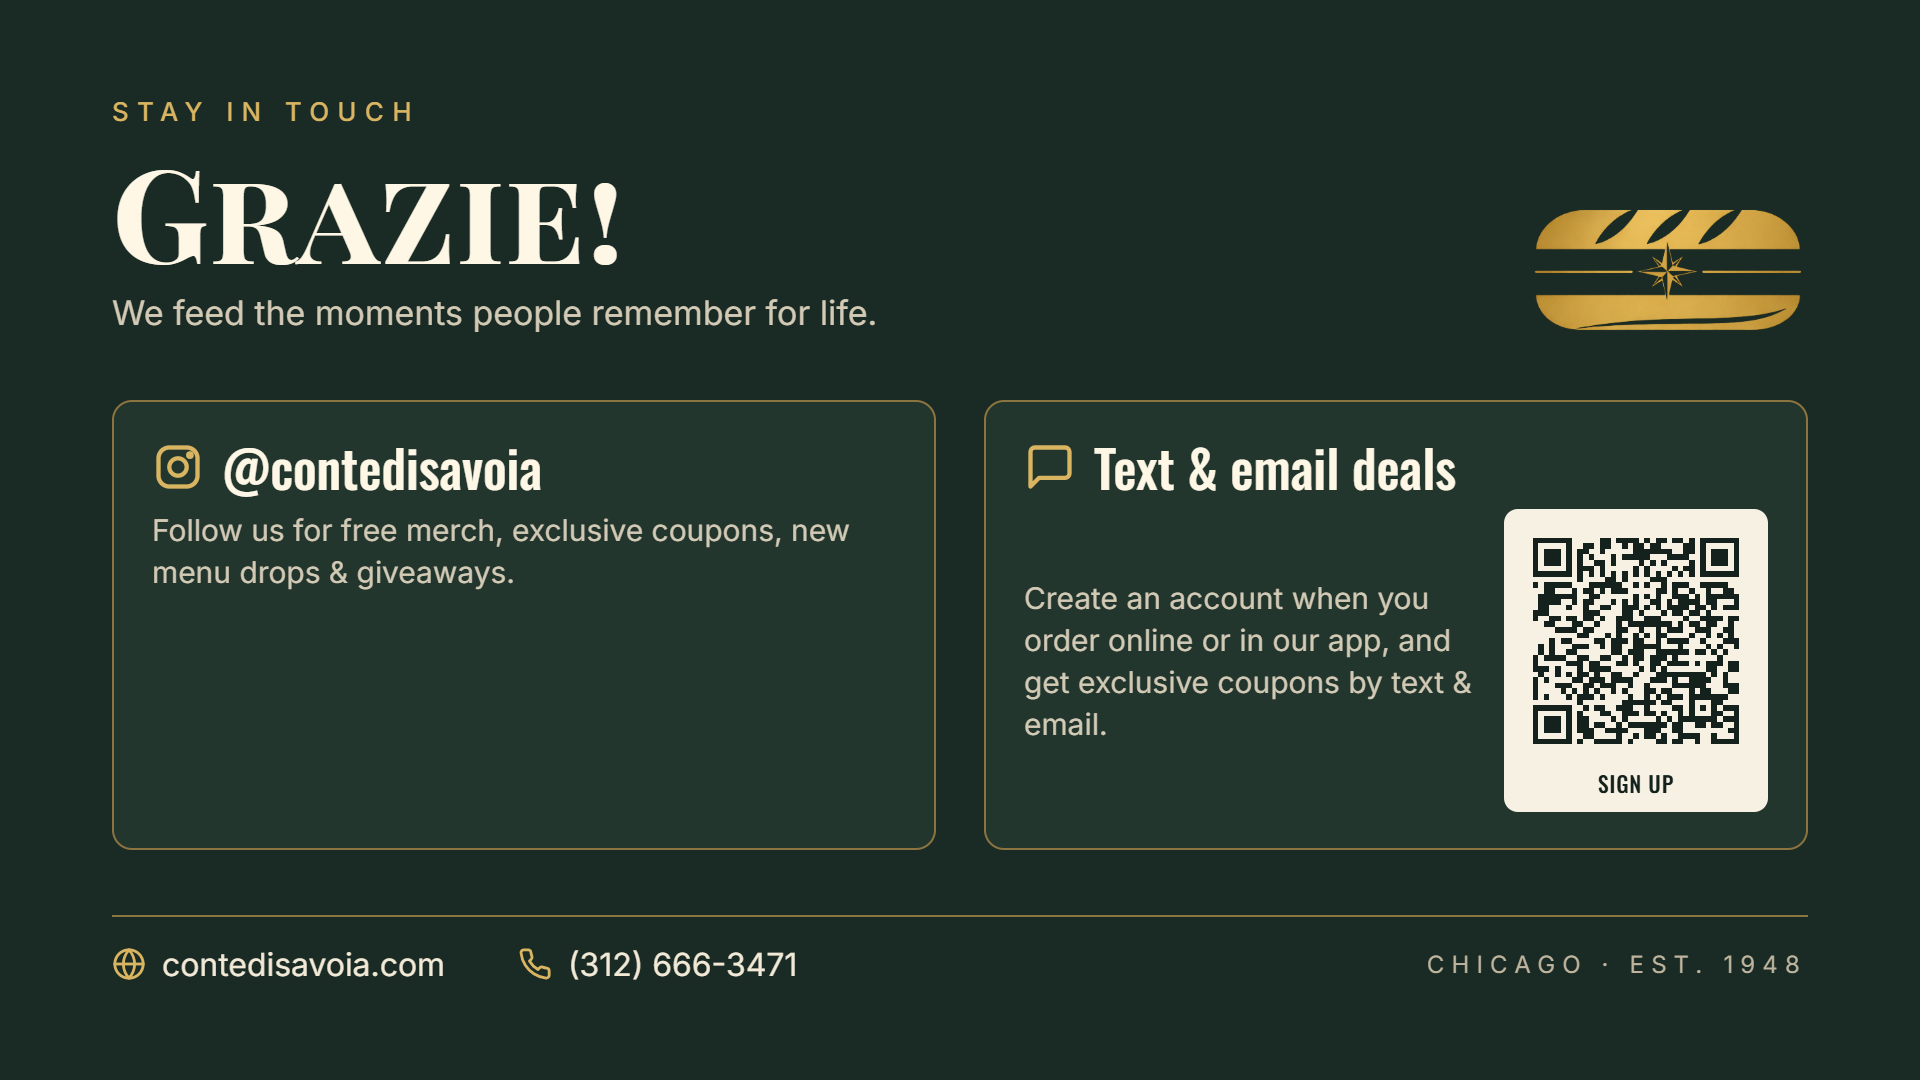 STAY IN TOUCH
GRAZIE!
We feed the moments people remember for life.
@contedisavoia
Follow us for free merch, exclusive coupons, new
menu drops & giveaways.
Text & email deals
Create an account when you
order online or in our app, and
get exclusive coupons by text &
email.
SIGN UP
contedisavoia.com
(312) 666-3471
CHICAGO · EST. 1948